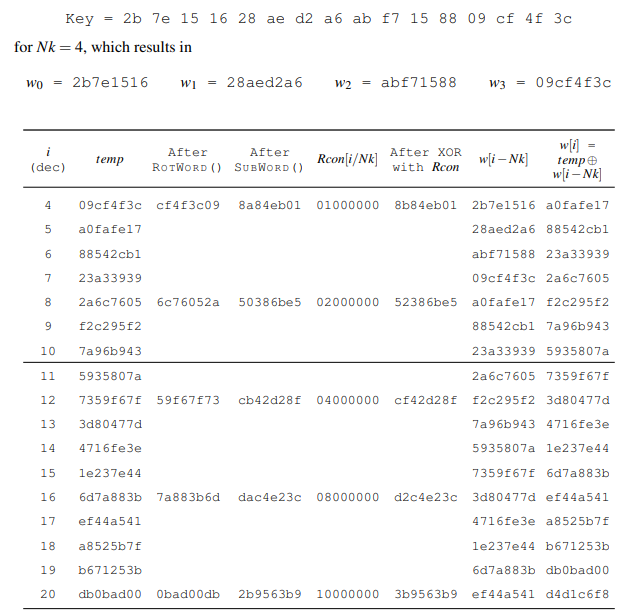 Key = 2b 7e 15 16 28 ae d2 a6 ab f7 15 88 09 cf 4f 3c
for Nk = 4, which results in
w0 = 2b7e1516 w1 = 28aed2a6 w2 = abf71588 w3 = 09cf4f3c
i (dec) temp After ROTWORD() After SUBWORD() Rcon[i/Nk] After XOR with Rcon w[i−Nk] w[i] = temp⊕ w[i−Nk]
4 09cf4f3c cf4f3c09 8a84eb01 01000000 8b84eb01 2b7e1516 a0fafe17
5 a0fafe17 28aed2a6 88542cb1
6 88542cb1 abf71588 23a33939
7 23a33939 09cf4f3c 2a6c7605
8 2a6c7605 6c76052a 50386be5 02000000 52386be5 a0fafe17 f2c295f2
9 f2c295f2 88542cb1 7a96b943
10 7a96b943 23a33939 5935807a
11 5935807a 2a6c7605 7359f67f
12 7359f67f 59f67f73 cb42d28f 04000000 cf42d28f f2c295f2 3d80477d
13 3d80477d 7a96b943 4716fe3e
14 4716fe3e 5935807a 1e237e44
15 1e237e44 7359f67f 6d7a883b
16 6d7a883b 7a883b6d dac4e23c 08000000 d2c4e23c 3d80477d ef44a541
17 ef44a541 4716fe3e a8525b7f
18 a8525b7f 1e237e44 b671253b
19 b671253b 6d7a883b db0bad00
20 db0bad00 0bad00db 2b9563b9 10000000 3b9563b9 ef44a541 d4d1c6f8